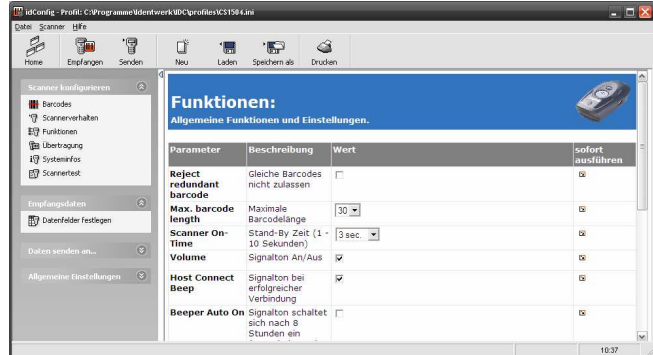 idConfig - Profil: C:\Programme\Identwerk\IDC\profiles\CS1504.ini
Datei Scanner Hilfe
Home Empfangen Senden Neu Laden Speichern als Drucken
Scanner konfigurieren
Barcodes
Scannerverhalten
Funktionen
Übertragung
Systeminfos
Scannertest
Empfangsdaten
Datenfelder festlegen
Daten senden an...
Allgemeine Einstellungen
Funktionen:
Allgemeine Funktionen und Einstellungen.
Parameter Beschreibung Wert sofort
ausführen
Reject Gleiche Barcodes
redundant nicht zulassen
barcode
Max. barcode Maximale 30
length Barcodelänge
Scanner On- Stand-By Zeit (1 - 3 sec.
Time 10 Sekunden)
Volume Signalton An/Aus
Host Connect Signalton bei
Beep erfolgreicher
Verbindung
Beeper Auto On Signalton schaltet
sich nach 8
Stunden ein
10:37